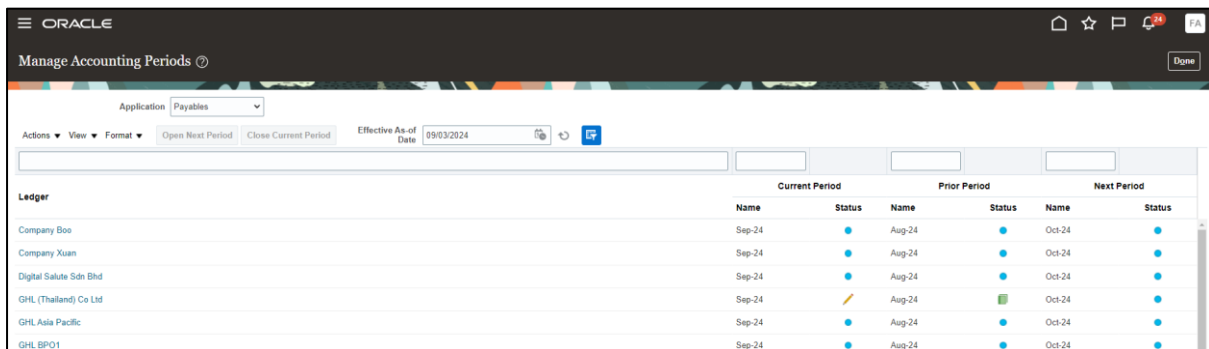 ORACLE
24
FA
Manage Accounting Periods
Done
Application Payables
Actions View Format Open Next Period Close Current Period Effective As-of Date 09/03/2024
Ledger Current Period Prior Period Next Period
Name Status Name Status Name Status
Company Boo Sep-24 Aug-24 Oct-24
Company Xuan Sep-24 Aug-24 Oct-24
Digital Salute Sdn Bhd Sep-24 Aug-24 Oct-24
GHL (Thailand) Co Ltd Sep-24 Aug-24 Oct-24
GHL Asia Pacific Sep-24 Aug-24 Oct-24
GHL BPO1 Sep-24 Aug-24 Oct-24